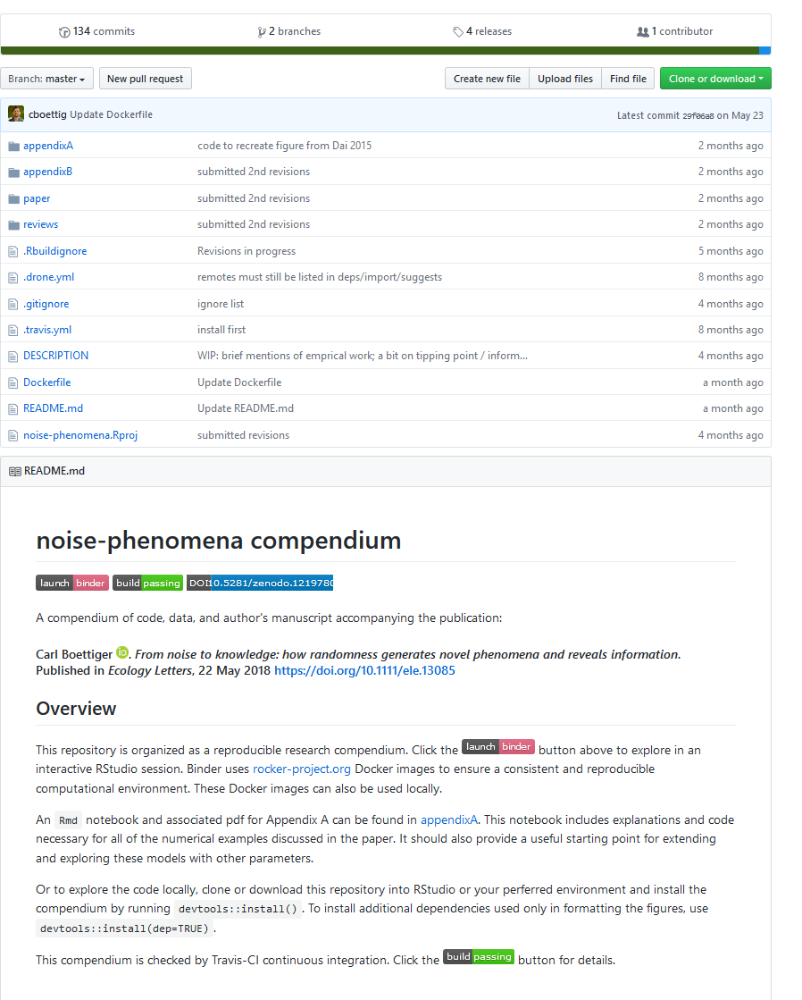 134 commits 2 branches 4 releases 1 contributor
Branch: master New pull request Create new file Upload files Find file Clone or download
cboettig Update Dockerfile Latest commit 29f06a8 on May 23
appendixA code to recreate figure from Dai 2015 2 months ago
appendixB submitted 2nd revisions 2 months ago
paper submitted 2nd revisions 2 months ago
reviews submitted 2nd revisions 2 months ago
.Rbuildignore Revisions in progress 5 months ago
.drone.yml remotes must still be listed in deps/import/suggests 8 months ago
.gitignore ignore list 4 months ago
.travis.yml install first 8 months ago
DESCRIPTION WIP: brief mentions of emprical work; a bit on tipping point / inform... 4 months ago
Dockerfile Update Dockerfile a month ago
README.md Update README.md a month ago
noise-phenomena.Rproj submitted revisions 4 months ago
README.md
noise-phenomena compendium
launch binder build passing DOI 10.5281/zenodo.1219780
A compendium of code, data, and author's manuscript accompanying the publication:
Carl Boettiger iD. From noise to knowledge: how randomness generates novel phenomena and reveals information.
Published in Ecology Letters, 22 May 2018 https://doi.org/10.1111/ele.13085
Overview
This repository is organized as a reproducible research compendium. Click the launch binder button above to explore in an
interactive RStudio session. Binder uses rocker-project.org Docker images to ensure a consistent and reproducible
computational environment. These Docker images can also be used locally.
An Rmd notebook and associated pdf for Appendix A can be found in appendixA. This notebook includes explanations and code
necessary for all of the numerical examples discussed in the paper. It should also provide a useful starting point for extending
and exploring these models with other parameters.
Or to explore the code locally, clone or download this repository into RStudio or your perferred environment and install the
compendium by running devtools::install() . To install additional dependencies used only in formatting the figures, use
devtools::install(dep=TRUE) .
This compendium is checked by Travis-CI continuous integration. Click the build passing button for details.